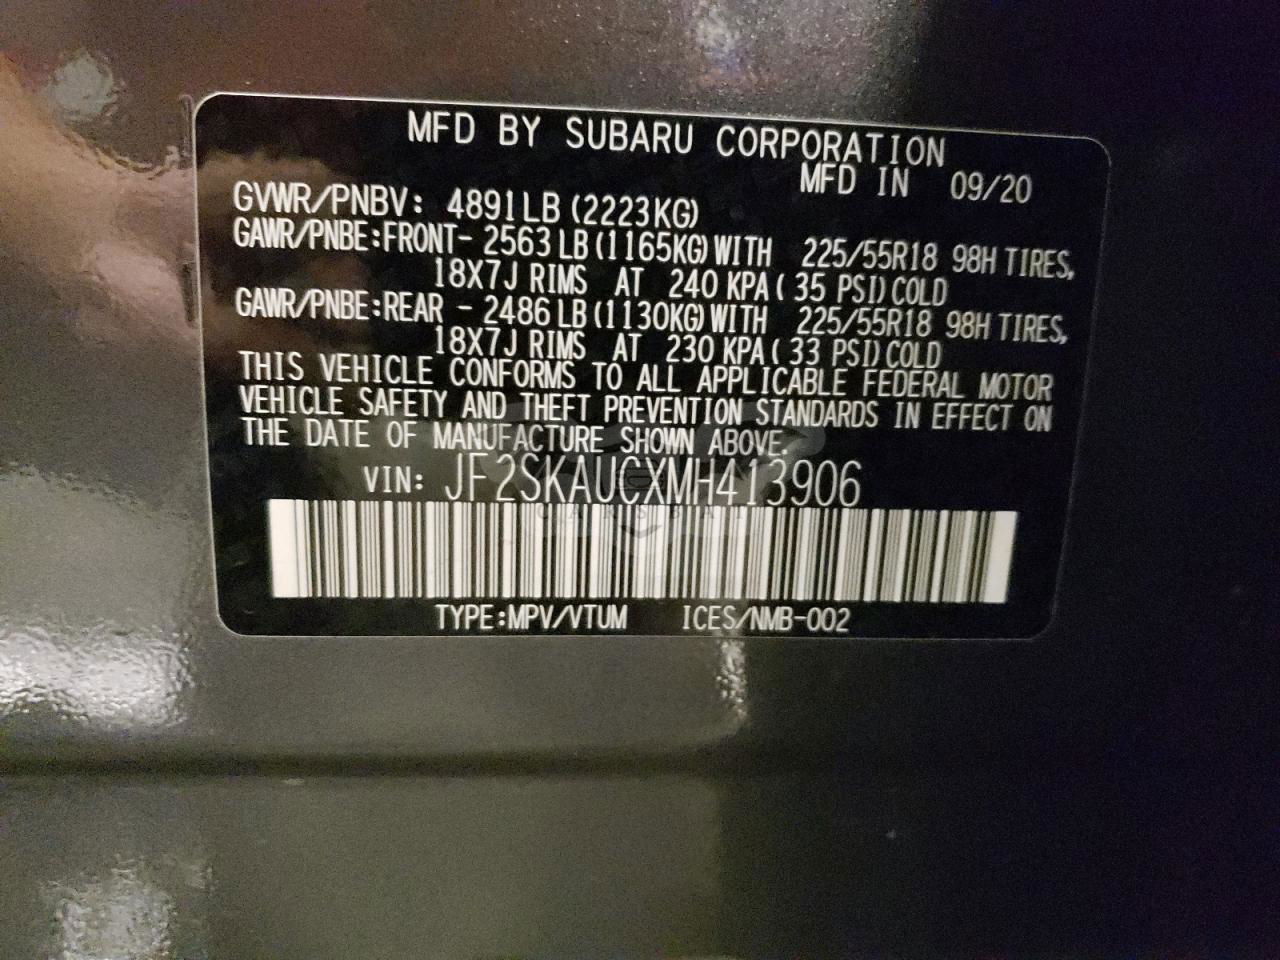 MFD BY SUBARU CORPORATION
MFD IN 09/20
GVWR/PNBV: 4891LB (2223KG)
GAWR/PNBE:FRONT- 2563 LB (1165KG) WITH 225/55R18 98H TIRES,
18X7J RIMS AT 240 KPA ( 35 PSI) COLD
GAWR/PNBE:REAR - 2486 LB (1130KG) WITH 225/55R18 98H TIRES,
18X7J RIMS AT 230 KPA ( 33 PSI) COLD
THIS VEHICLE CONFORMS TO ALL APPLICABLE FEDERAL MOTOR
VEHICLE SAFETY AND THEFT PREVENTION STANDARDS IN EFFECT ON
THE DATE OF MANUFACTURE SHOWN ABOVE.
VIN: JF2SKAUCXMH413906
TYPE:MPV/VTUM ICES/NMB-002